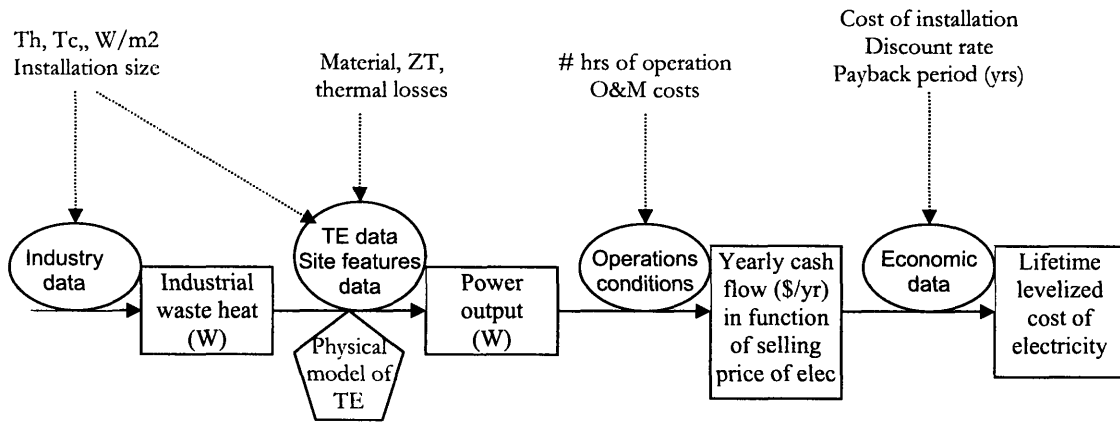 Th, Tc,, W/m2
Installation size
Material, ZT,
thermal losses
# hrs of operation
O&M costs
Cost of installation
Discount rate
Payback period (yrs)
Industry
data
Industrial
waste heat
(W)
TE data
Site features
data
Physical
model of
TE
Power
output
(W)
Operations
conditions
Yearly cash
flow ($/yr)
in function
of selling
price of elec
Economic
data
Lifetime
levelized
cost of
electricity